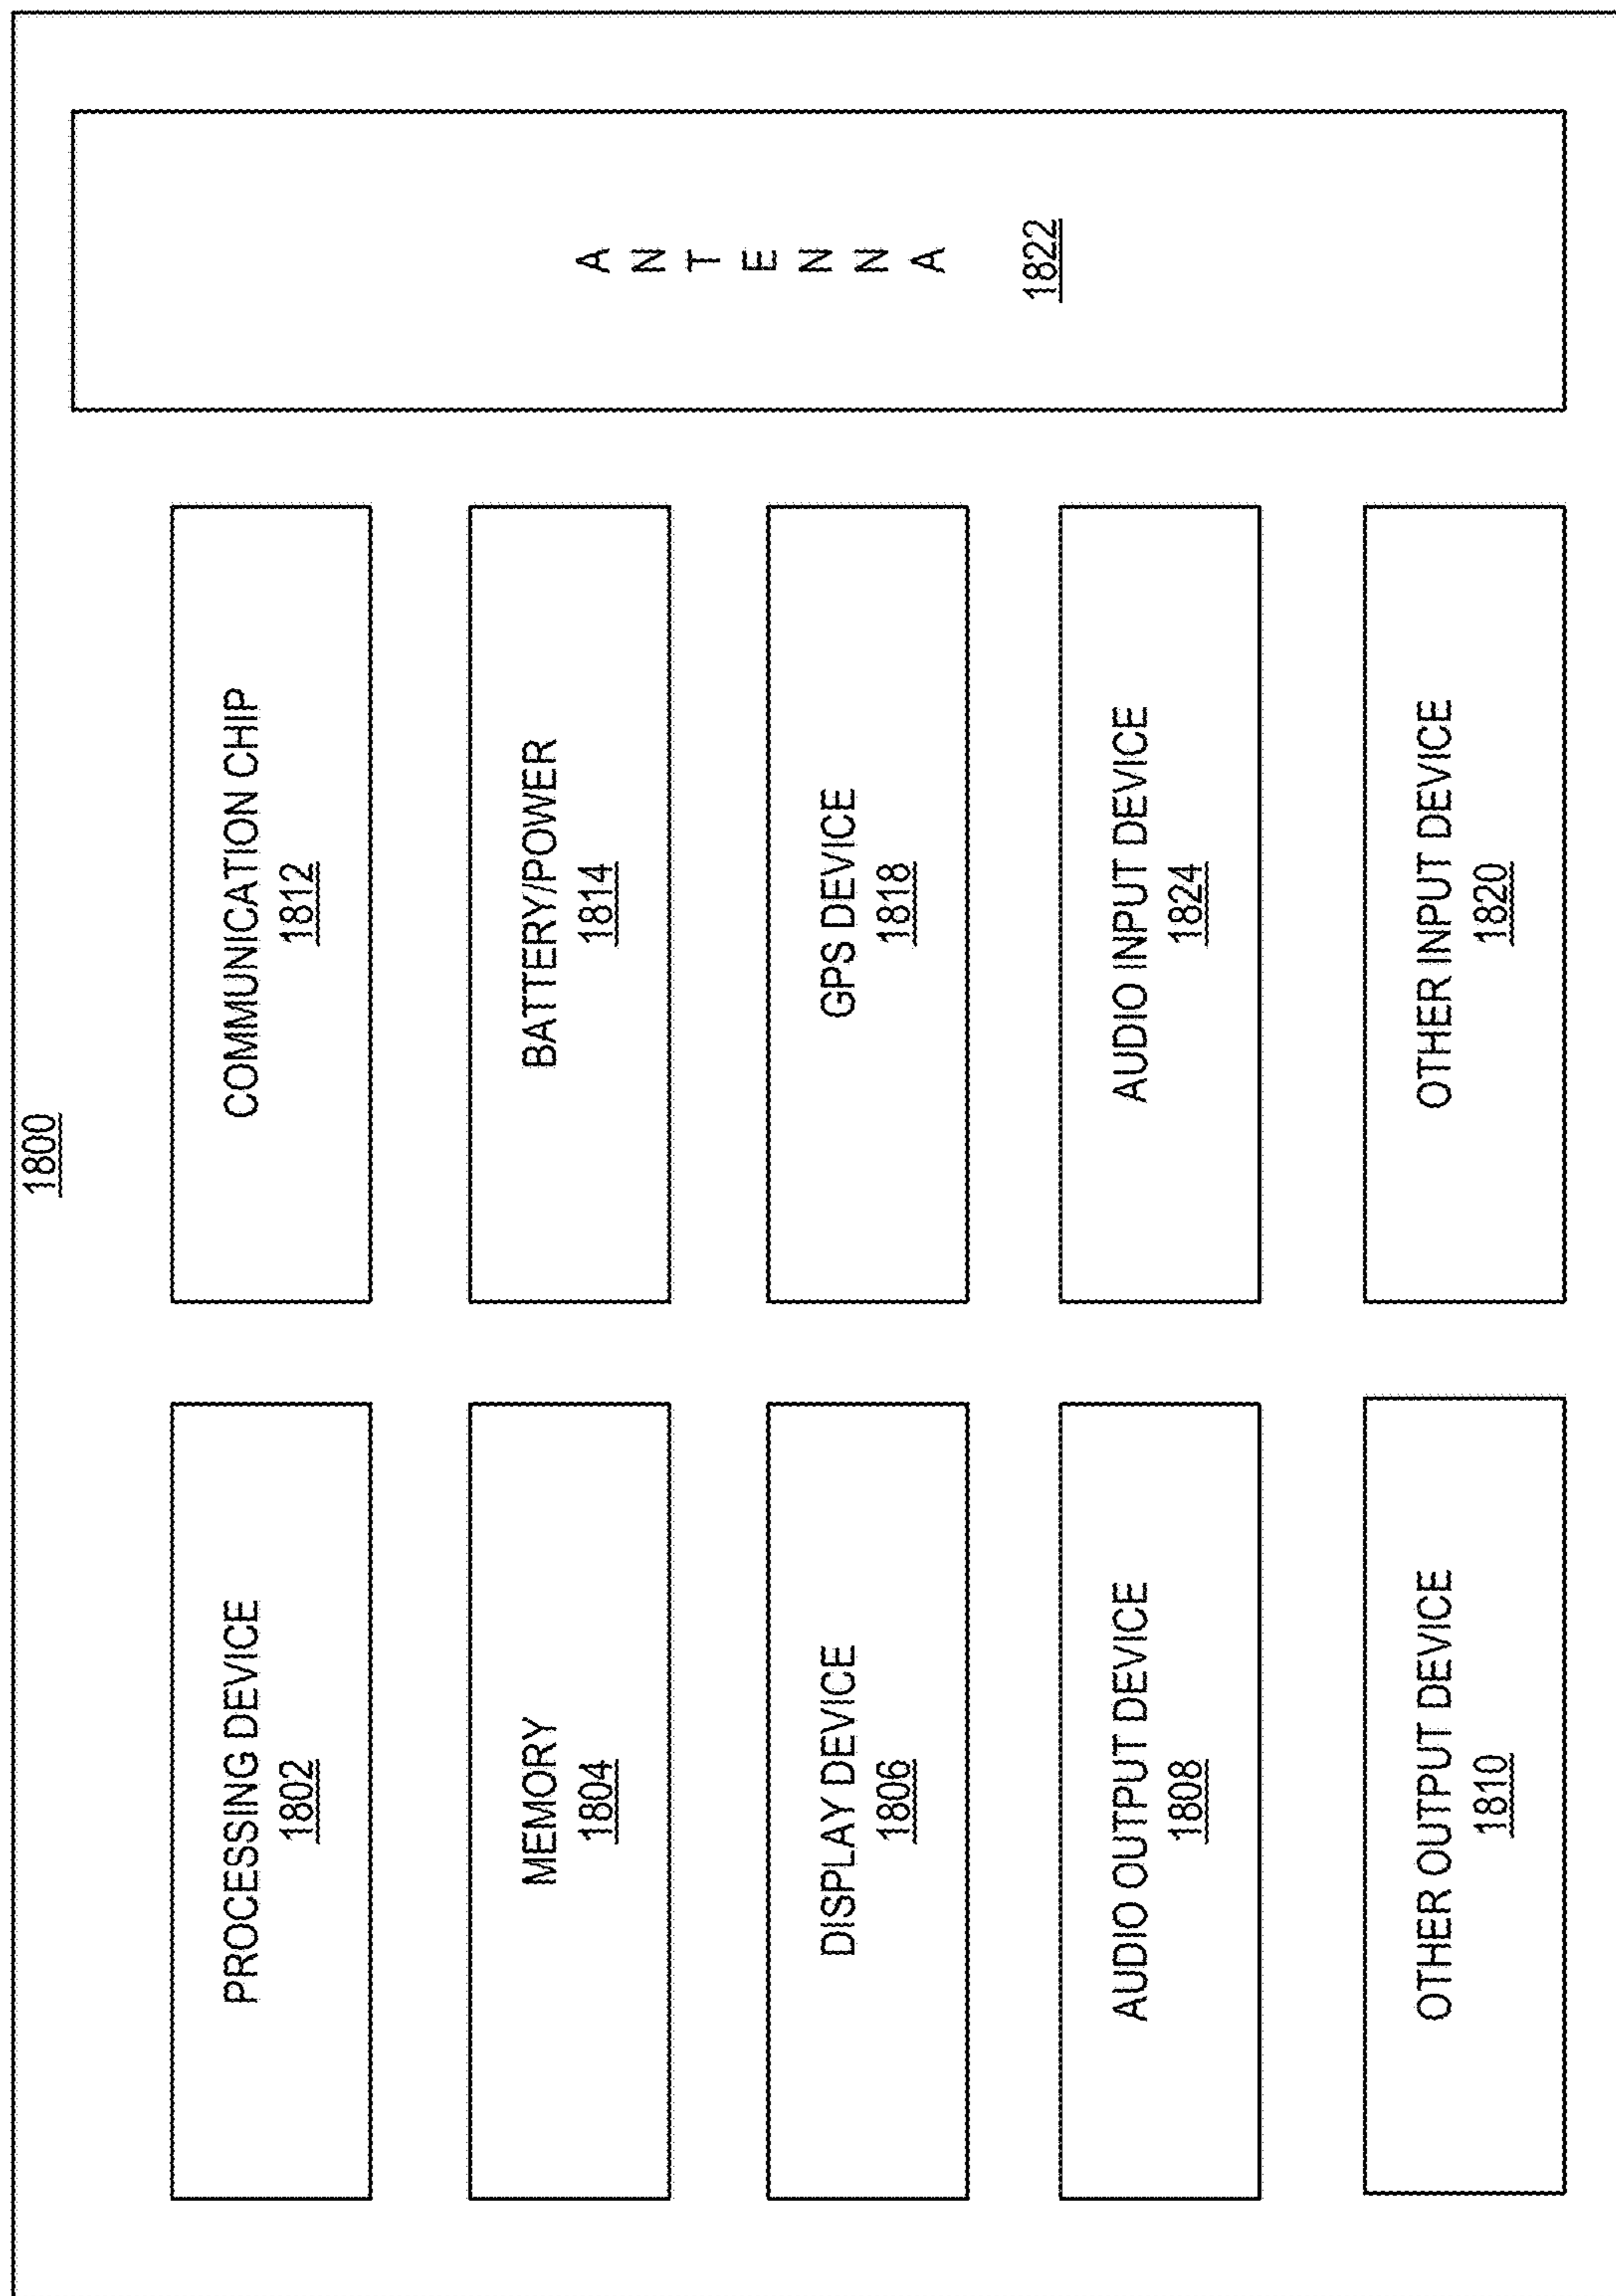 1800
PROCESSING DEVICE
1802
COMMUNICATION CHIP
1812
MEMORY
1804
BATTERY/POWER
1814
DISPLAY DEVICE
1806
GPS DEVICE
1818
AUDIO OUTPUT DEVICE
1808
AUDIO INPUT DEVICE
1824
OTHER OUTPUT DEVICE
1810
OTHER INPUT DEVICE
1820
ANTENNA
1822